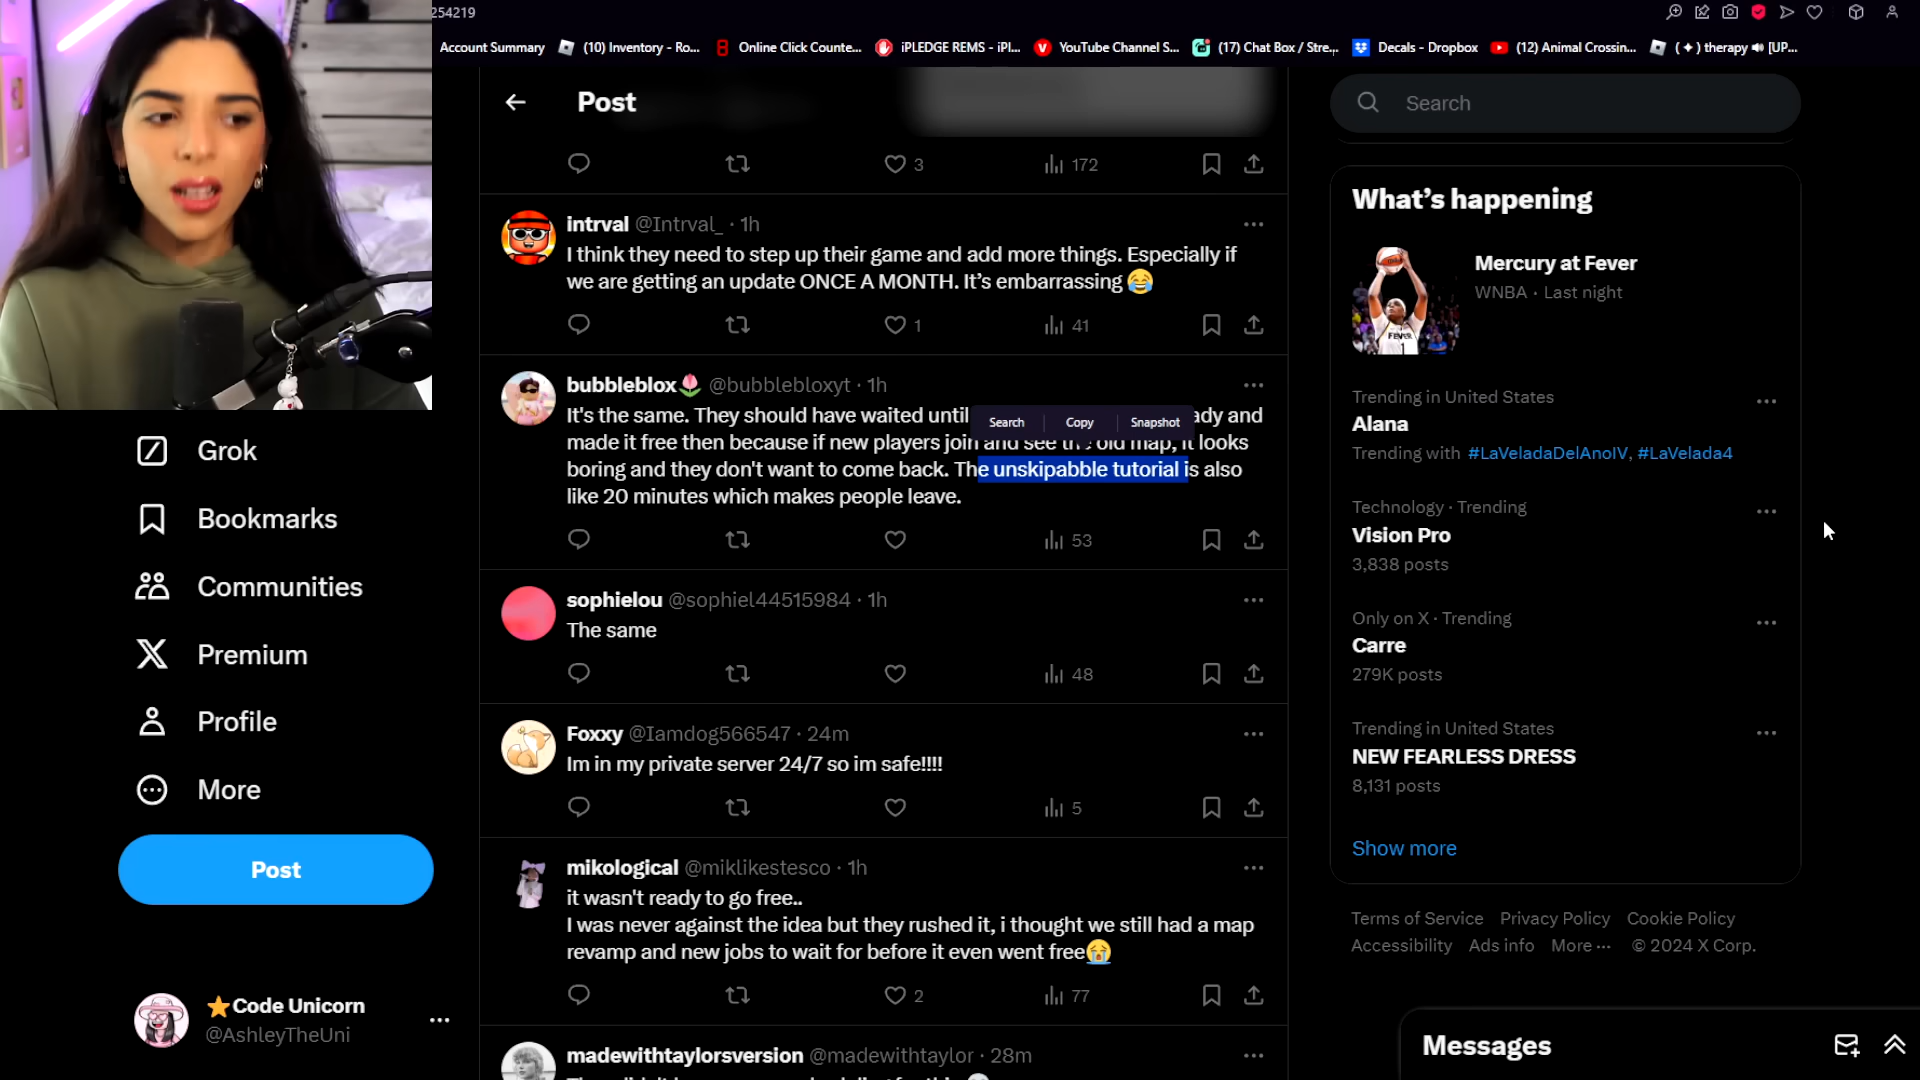 254219
Account Summary
(10) Inventory - Ro...
Online Click Counte...
iPLEDGE REMS - iPl...
YouTube Channel S...
(17) Chat Box / Stre...
Decals - Dropbox
(12) Animal Crossin...
( ✦ ) therapy 🔊 [UP...
Post
Search
3
172
intrval @Intrval_ · 1h
I think they need to step up their game and add more things. Especially if
we are getting an update ONCE A MONTH. It’s embarrassing 😂
1
41
bubbleblox🌷 @bubblebloxyt · 1h
It's the same. They should have waited until
ady and
Search
Copy
Snapshot
made it free then because if new players join and see the old map, it looks
boring and they don't want to come back. The unskipabble tutorial is also
like 20 minutes which makes people leave.
53
sophielou @sophiel44515984 · 1h
The same
48
Foxxy @Iamdog566547 · 24m
Im in my private server 24/7 so im safe!!!!
5
mikological @miklikestesco · 1h
it wasn't ready to go free..
I was never against the idea but they rushed it, i thought we still had a map
revamp and new jobs to wait for before it even went free😭
2
77
madewithtaylorsversion @madewithtaylor · 28m
Grok
Bookmarks
Communities
Premium
Profile
More
Post
⭐Code Unicorn
@AshleyTheUni
What’s happening
Mercury at Fever
WNBA · Last night
FEVER
1
Trending in United States
Alana
Trending with #LaVeladaDelAnoIV, #LaVelada4
Technology · Trending
Vision Pro
3,838 posts
Only on X · Trending
Carre
279K posts
Trending in United States
NEW FEARLESS DRESS
8,131 posts
Show more
Terms of Service Privacy Policy Cookie Policy
Accessibility Ads info More ··· © 2024 X Corp.
Messages